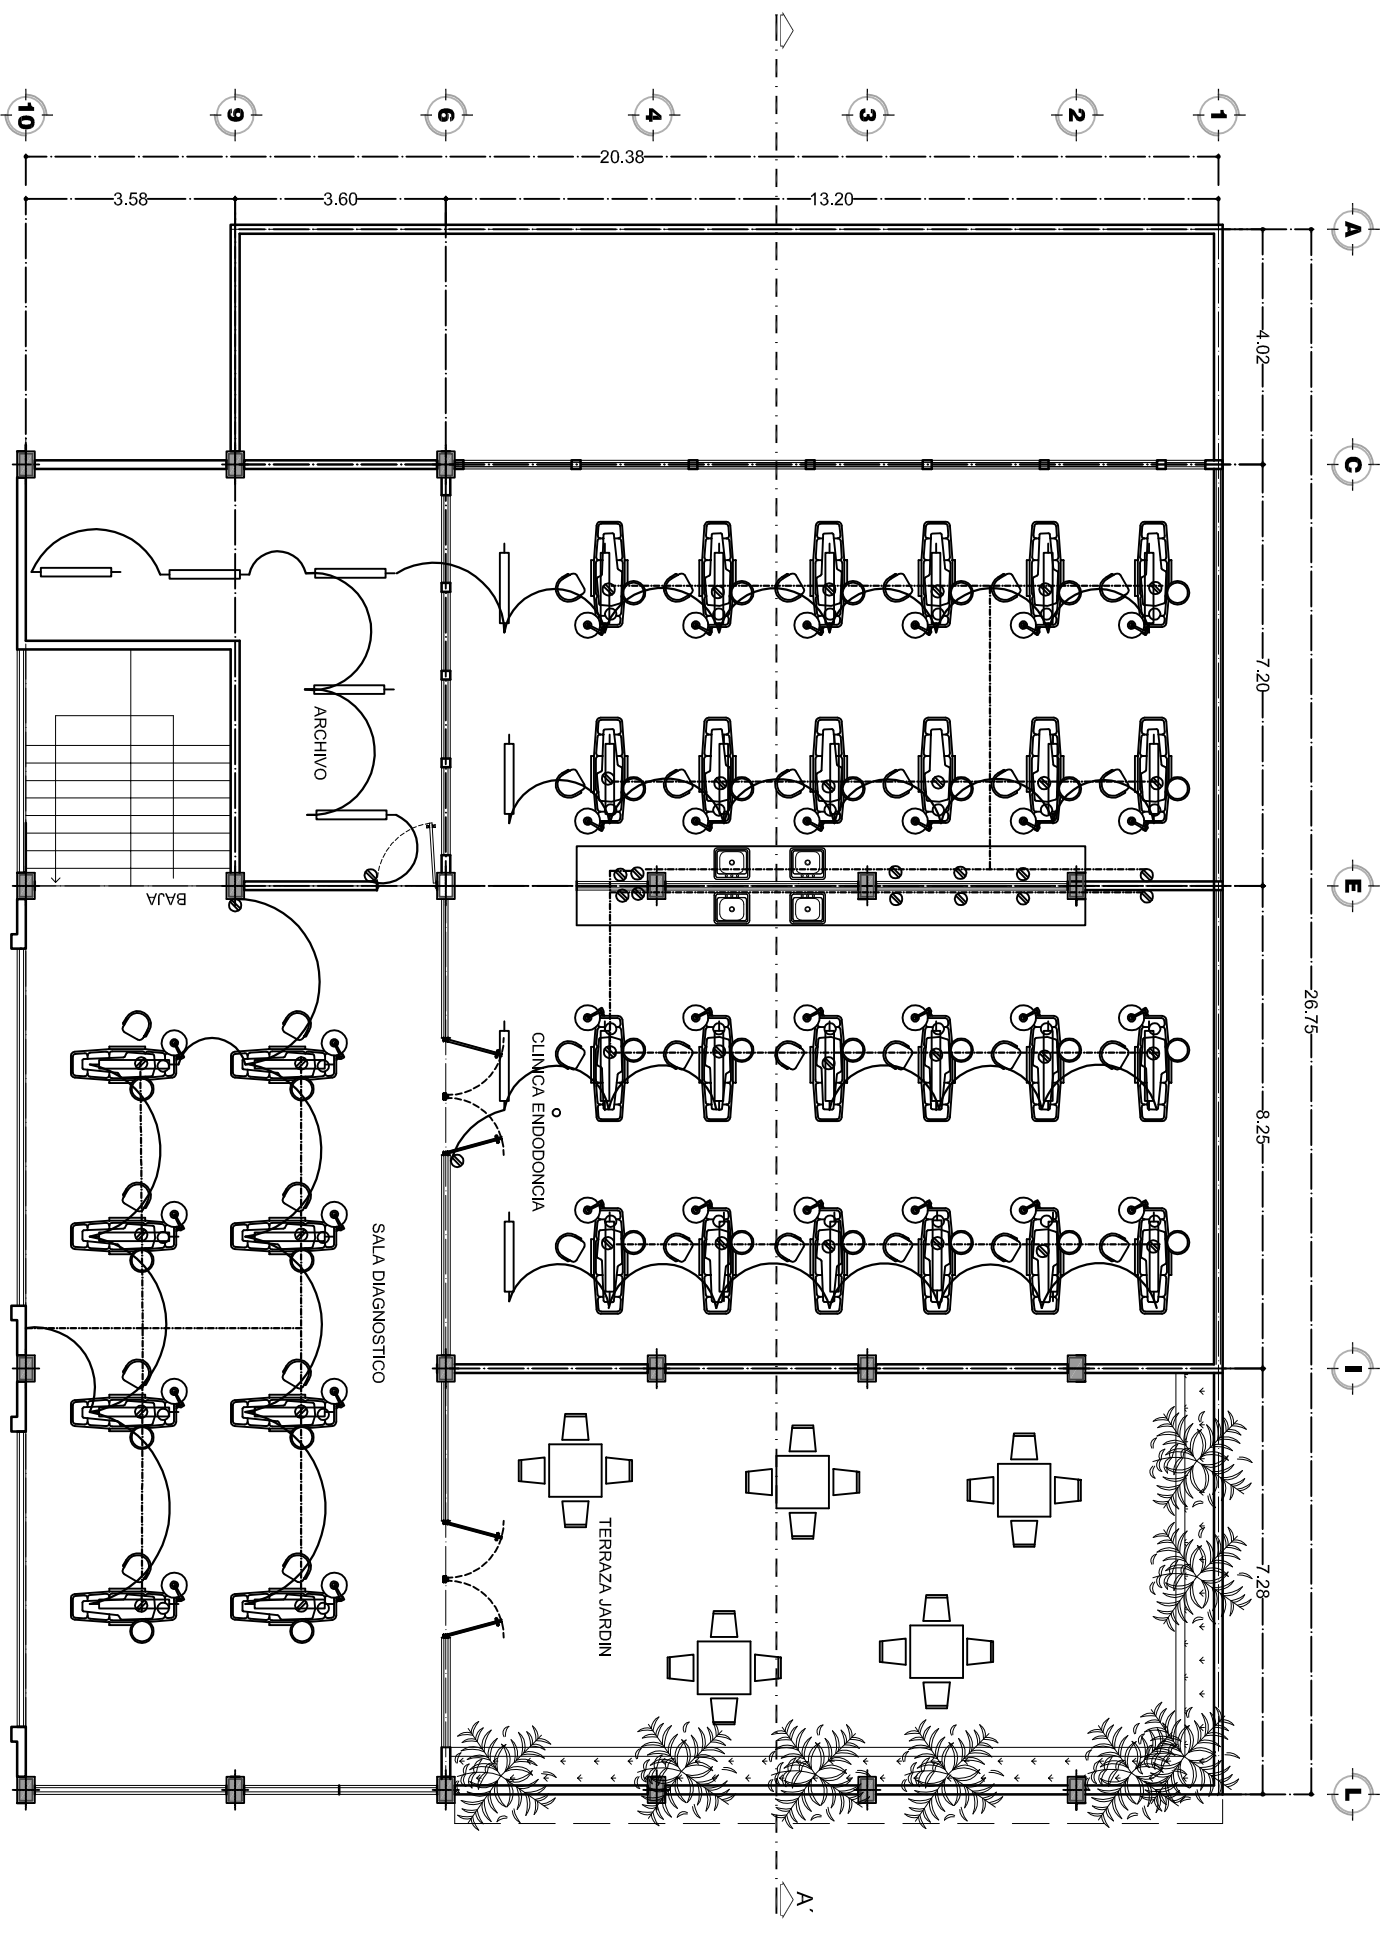 10
9
6
4
3
2
1
20.38
3.58
3.60
13.20
A
4.02
C
7.20
ARCHIVO
E
BAJA
26.75
8.25
CLINICA ENDODONCIA
SALA DIAGNOSTICO
I
TERRAZA JARDIN
7.28
L
A´